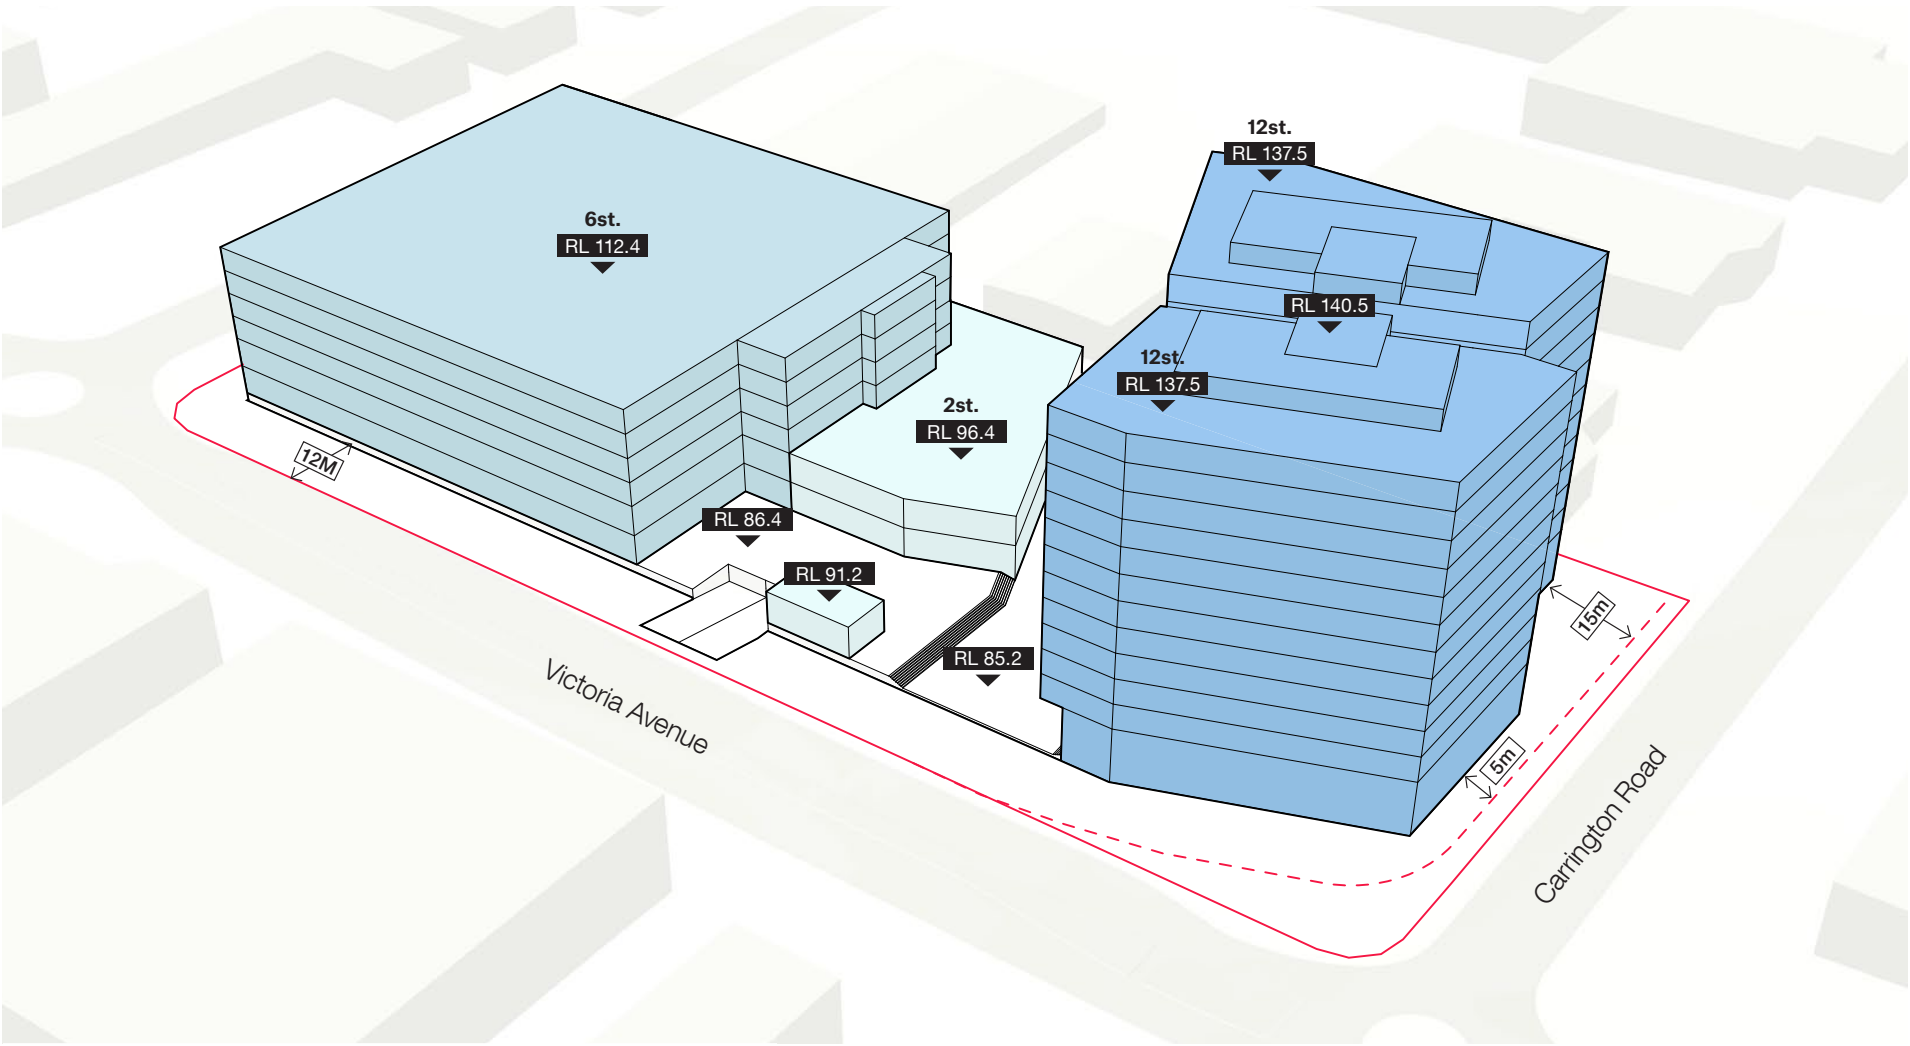 12st.
RL 137.5
6st.
RL 112.4
RL 140.5
12st.
RL 137.5
2st.
RL 96.4
12M
RL 86.4
RL 91.2
15m
RL 85.2
Victoria Avenue
5m
Carrington Road